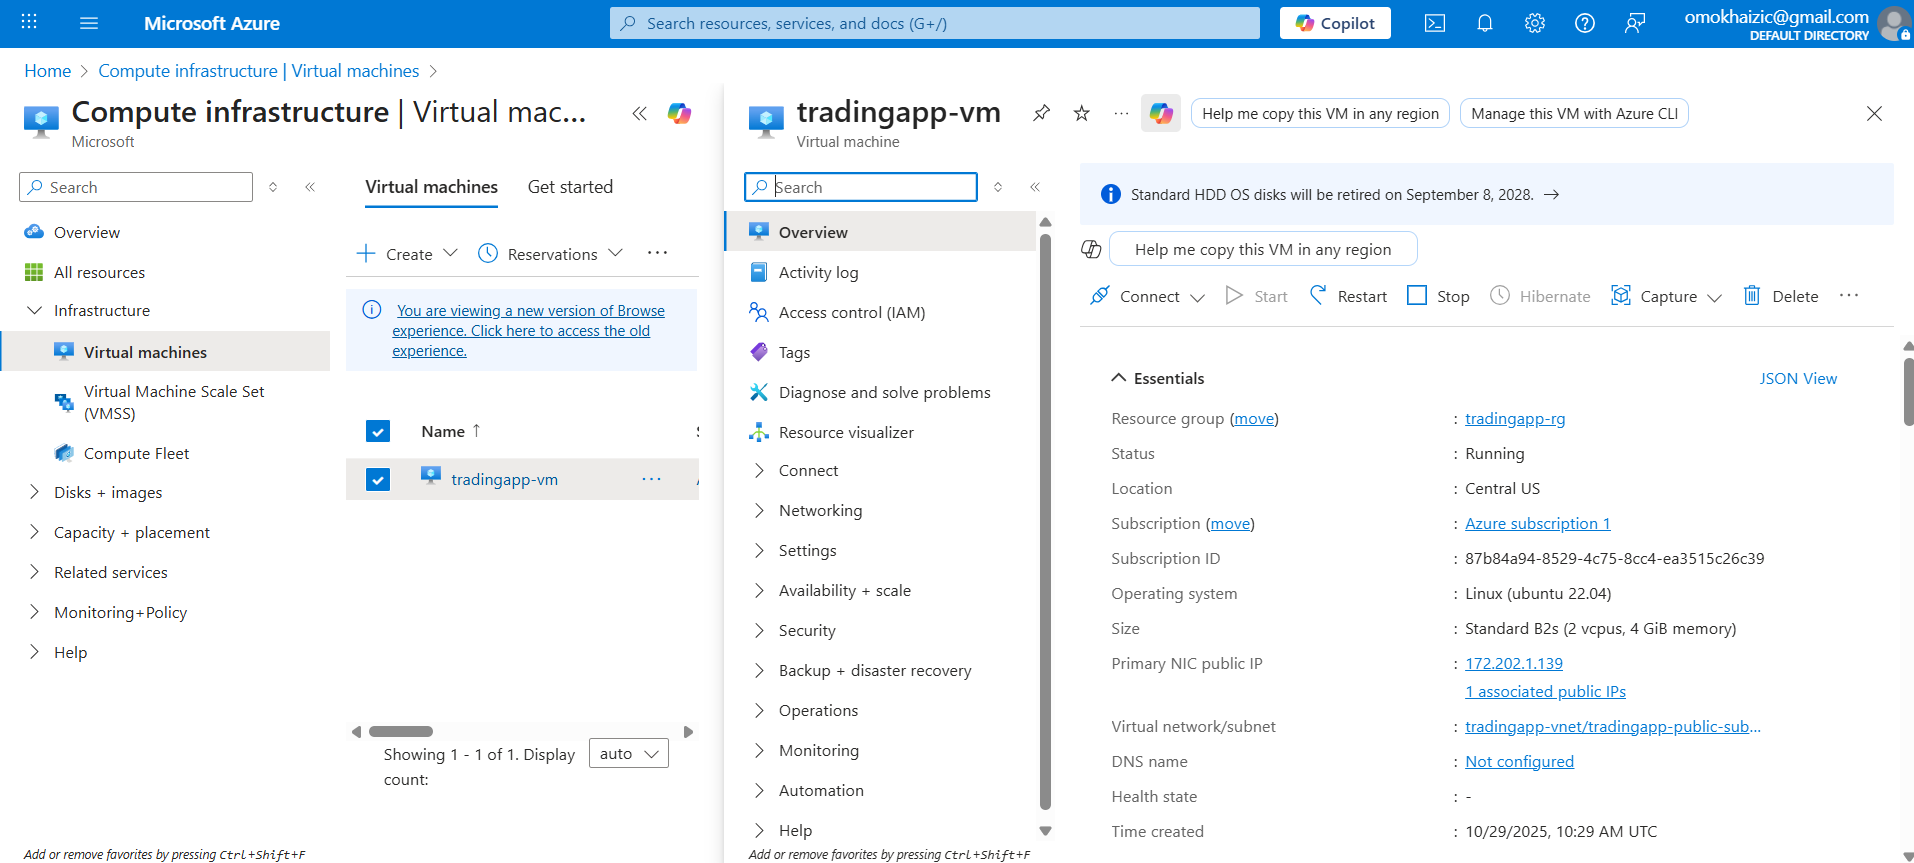 Microsoft Azure
Search resources, services, and docs (G+/)
Copilot
omokhaizic@gmail.com
DEFAULT DIRECTORY
Home
Compute infrastructure | Virtual machines
Compute infrastructure | Virtual mac...
Microsoft
Search
Overview
All resources
Infrastructure
Virtual machines
Virtual Machine Scale Set
(VMSS)
Compute Fleet
Disks + images
Capacity + placement
Related services
Monitoring+Policy
Help
Add or remove favorites by pressing Ctrl+Shift+F
Virtual machines
Get started
Create
Reservations
You are viewing a new version of Browse
experience. Click here to access the old
experience.
Name ↑
tradingapp-vm
Showing 1 - 1 of 1. Display
count:
auto
tradingapp-vm
Virtual machine
Help me copy this VM in any region
Manage this VM with Azure CLI
Search
Overview
Activity log
Access control (IAM)
Tags
Diagnose and solve problems
Resource visualizer
Connect
Networking
Settings
Availability + scale
Security
Backup + disaster recovery
Operations
Monitoring
Automation
Help
Add or remove favorites by pressing Ctrl+Shift+F
Standard HDD OS disks will be retired on September 8, 2028. →
Help me copy this VM in any region
Connect
Start
Restart
Stop
Hibernate
Capture
Delete
Essentials
JSON View
Resource group (move) : tradingapp-rg
Status : Running
Location : Central US
Subscription (move) : Azure subscription 1
Subscription ID : 87b84a94-8529-4c75-8cc4-ea3515c26c39
Operating system : Linux (ubuntu 22.04)
Size : Standard B2s (2 vcpus, 4 GiB memory)
Primary NIC public IP : 172.202.1.139
1 associated public IPs
Virtual network/subnet : tradingapp-vnet/tradingapp-public-sub...
DNS name : Not configured
Health state : -
Time created : 10/29/2025, 10:29 AM UTC